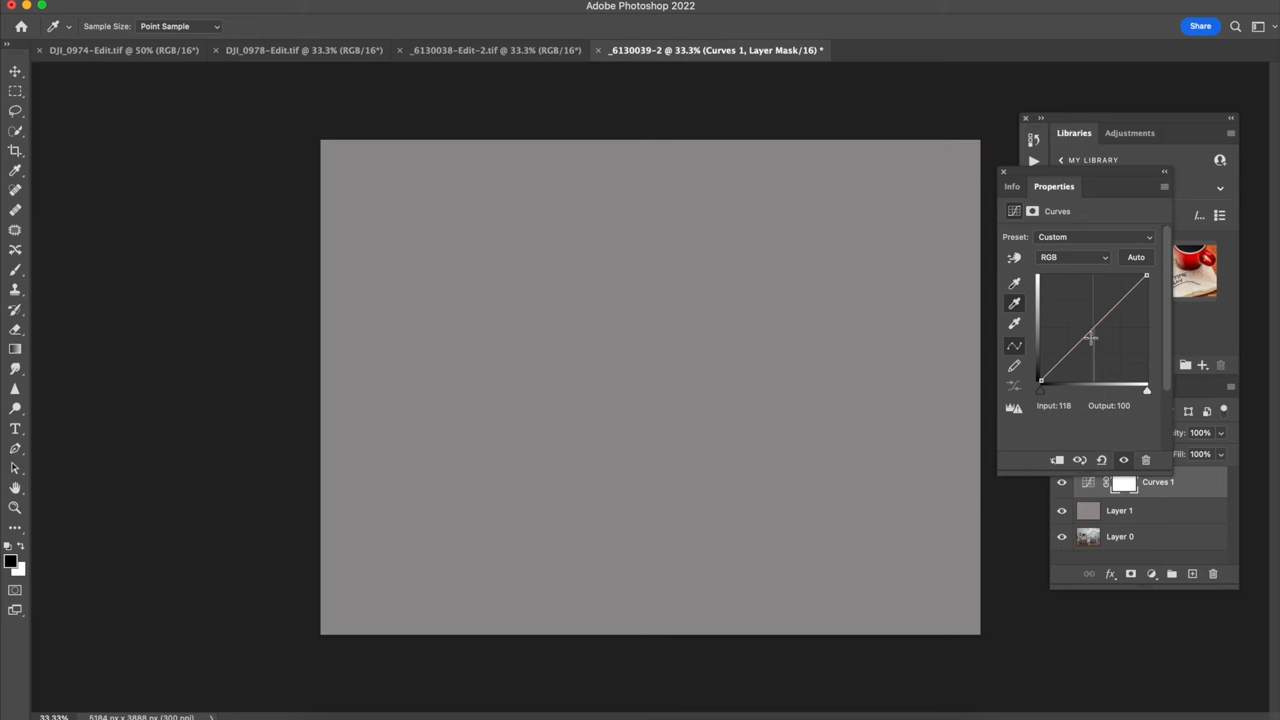 Adobe Photoshop 2022
Sample Size: Point Sample
Share
DJI_0974-Edit.tif @ 50% (RGB/16*)
DJI_0978-Edit.tif @ 33.3% (RGB/16*)
_6130038-Edit-2.tif @ 33.3% (RGB/16*)
_6130039-2 @ 33.3% (Curves 1, Layer Mask/16) *
Libraries
Adjustments
MY LIBRARY
Info
Properties
Curves
Preset: Custom
RGB
Auto
Input:118
Output:100
city: 100%
Fill: 100%
Curves 1
Layer 1
Layer 0
fx
33.33%
5184 px x 3888 px (300 ppi)